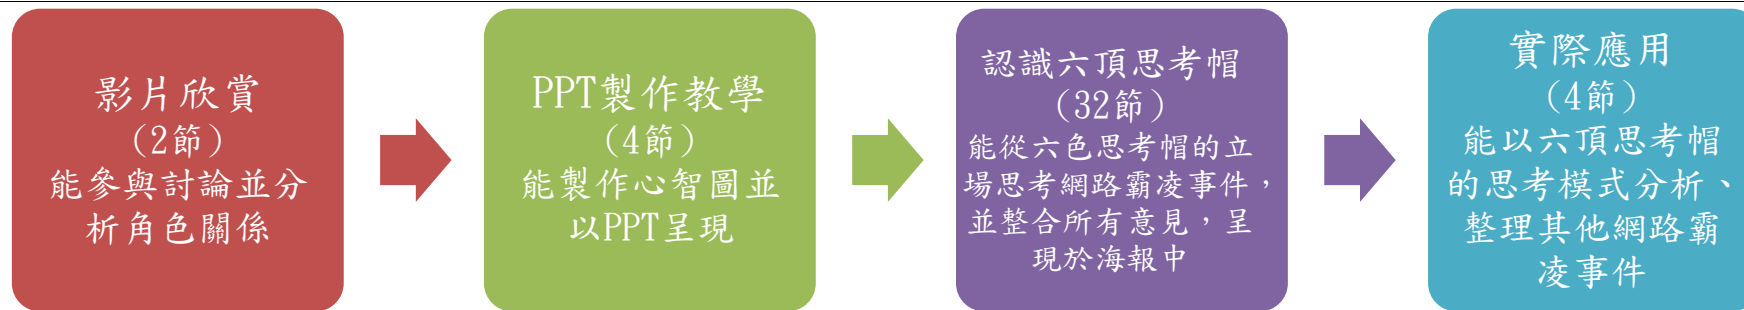 影片欣賞
(2節)
能參與討論並分
析角色關係
PPT製作教學
(4節)
能製作心智圖並
以PPT呈現
認識六頂思考帽
(32節)
能從六色思考帽的立
場思考網路霸凌事件，
並整合所有意見，呈
現於海報中
實際應用
(4節)
能以六頂思考帽
的思考模式分析、
整理其他網路霸
凌事件